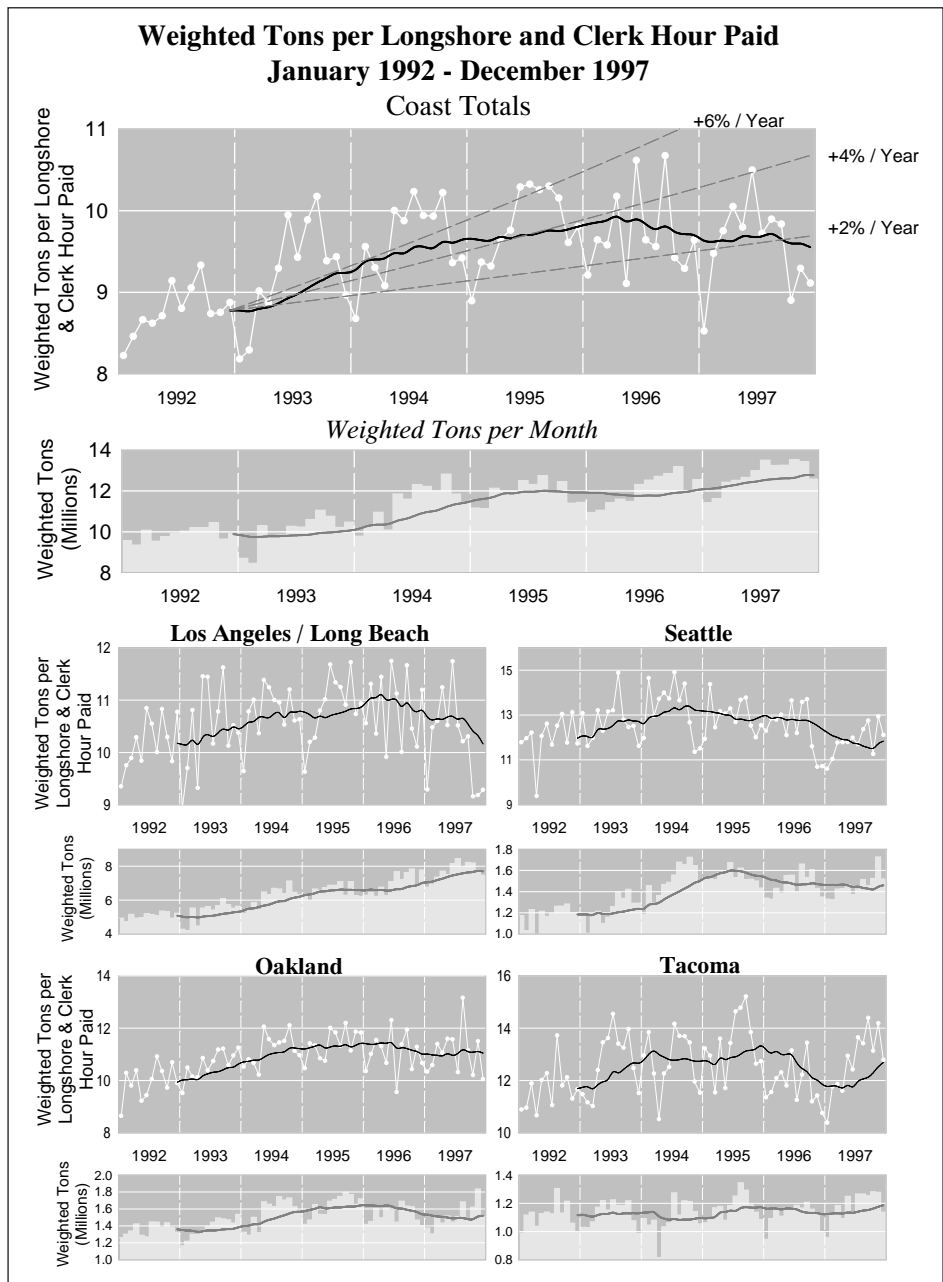 Weighted Tons per Longshore and Clerk Hour Paid
January 1992 - December 1997
Coast Totals
Weighted Tons per Longshore
& Clerk Hour Paid
11
10
9
8
+6% / Year
+4% / Year
+2% / Year
1992 1993 1994 1995 1996 1997
Weighted Tons per Month
Weighted Tons
(Millions)
14
12
10
8
1992 1993 1994 1995 1996 1997
Los Angeles / Long Beach
Weighted Tons per
Longshore & Clerk
Hour Paid
12
11
10
9
1992 1993 1994 1995 1996 1997
Weighted Tons
(Millions)
8
6
4
Seattle
15
13
11
9
1992 1993 1994 1995 1996 1997
1.8
1.6
1.4
1.2
1.0
Oakland
Weighted Tons per
Longshore & Clerk
Hour Paid
14
12
10
8
1992 1993 1994 1995 1996 1997
Weighted Tons
(Millions)
2.0
1.8
1.6
1.4
1.2
1.0
Tacoma
16
14
12
10
1992 1993 1994 1995 1996 1997
1.4
1.2
1.0
0.8